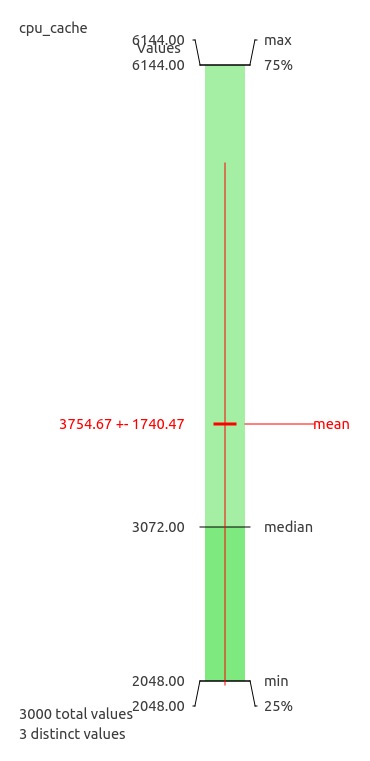 cpu_cache
6144.00 max
Values
6144.00 75%
3754.67 +- 1740.47 mean
3072.00 median
2048.00 min
2048.00 25%
3000 total values
3 distinct values